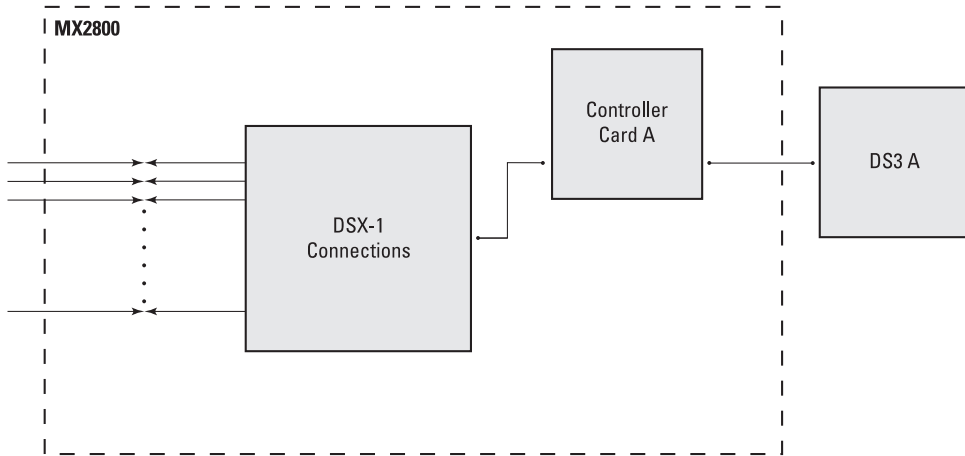 MX2800
Controller
Card A
DS3 A
DSX-1
Connections